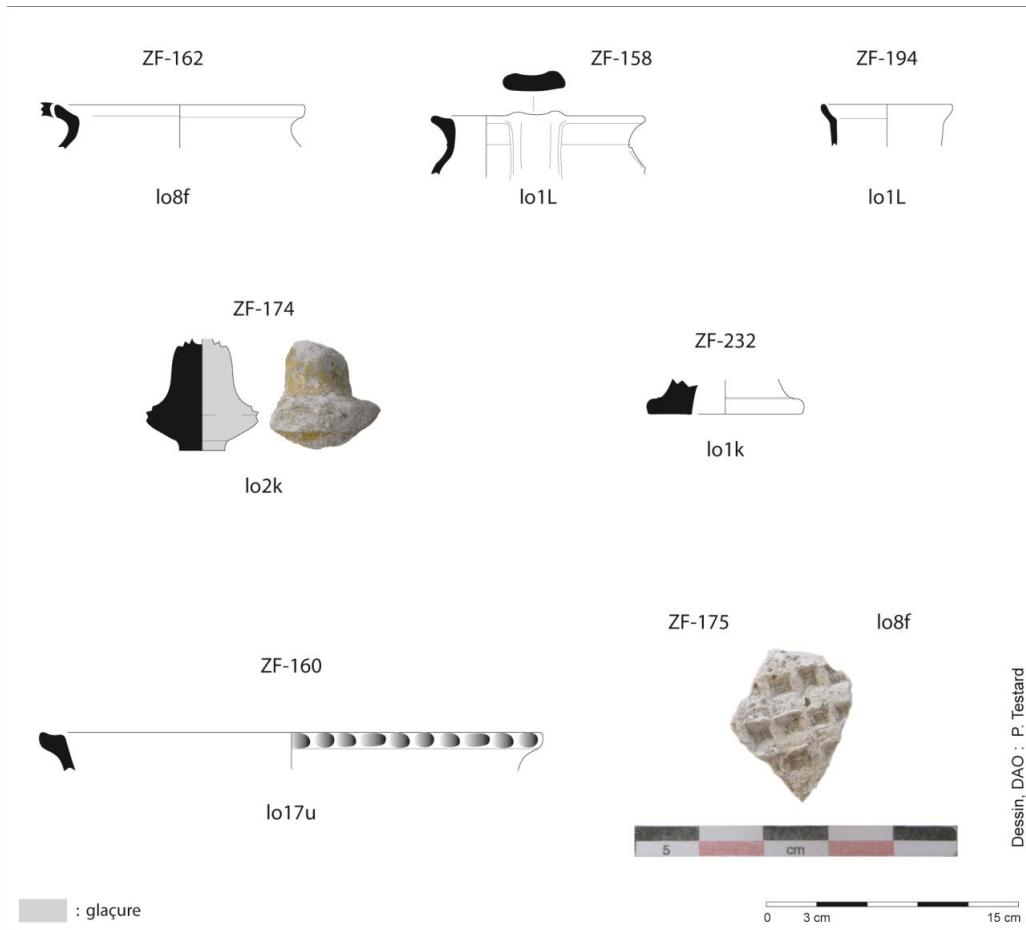 ZF-162
ZF-158
ZF-194
lo8f
lo1L
lo1L
ZF-174
ZF-232
lo2k
lo1k
ZF-175
lo8f
ZF-160
lo17u
5
cm
Dessin, DAO : P. Testard
: glaçure
0
3 cm
15 cm